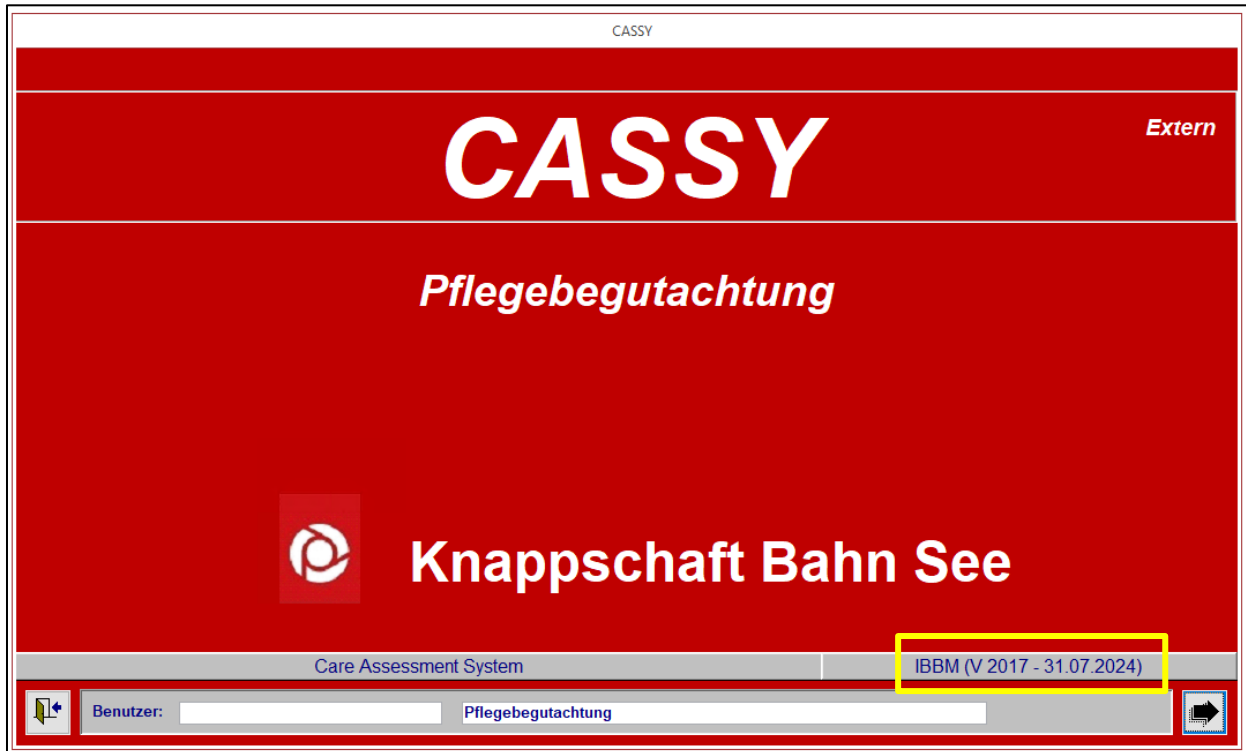 CASSY
CASSY
Extern
Pflegebegutachtung
Knappschaft Bahn See
Care Assessment System
IBBM (V 2017 - 31.07.2024)
Benutzer:
Pflegebegutachtung